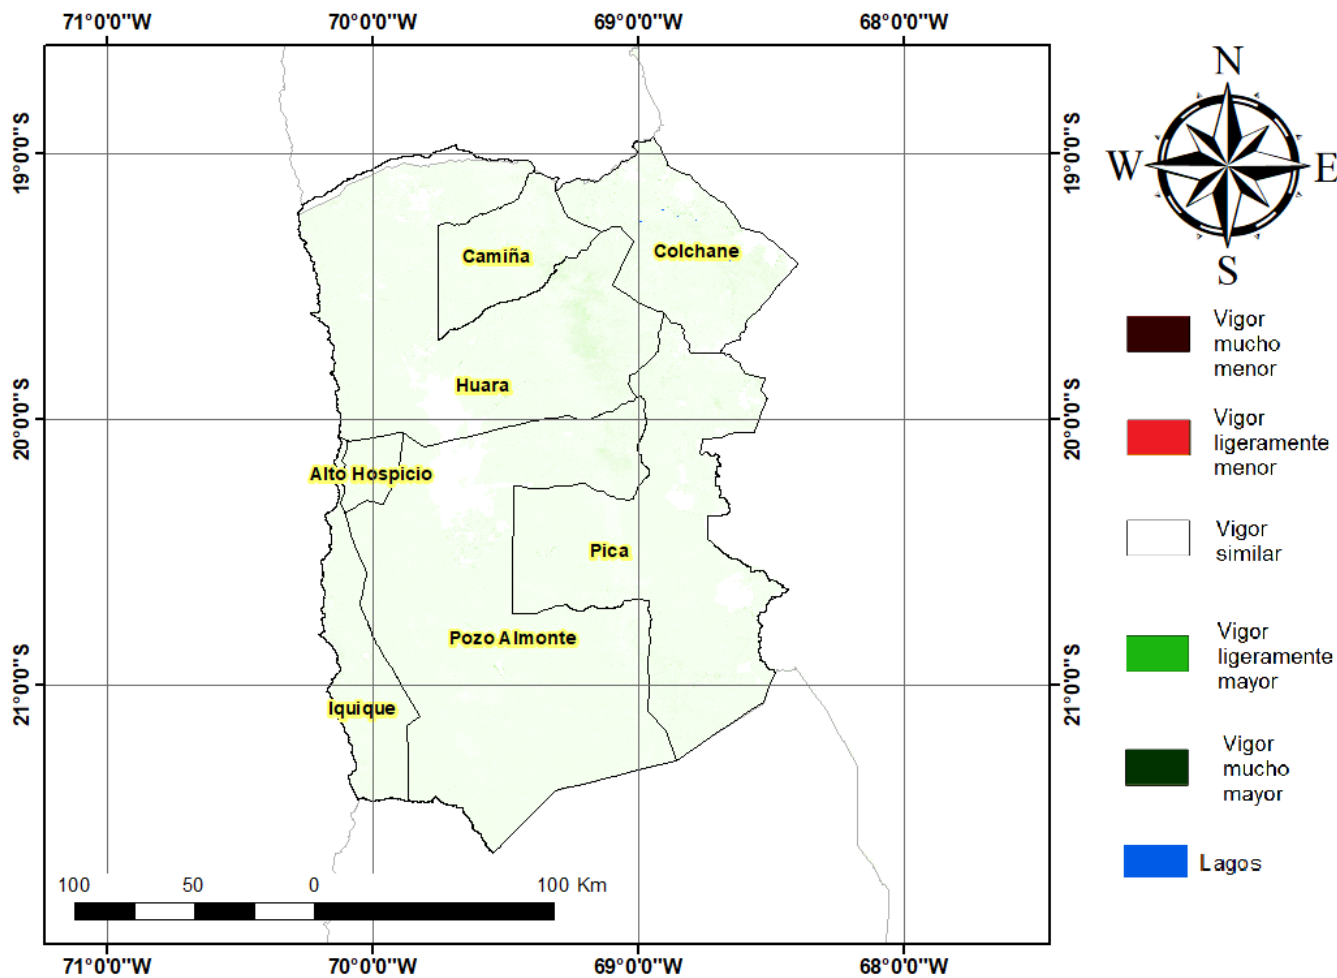 71°0'0"W 70°0'0"W 69°0'0"W 68°0'0"W
N
W E
S
19°0'0"S 19°0'0"S
Camiña
Colchane
Vigor
mucho
menor
Huara
Vigor
ligeramente
menor
20°0'0"S 20°0'0"S
Alto Hospicio
Vigor
similar
Pica
Pozo Almonte
Vigor
ligeramente
mayor
21°0'0"S 21°0'0"S
Iquique
Vigor
mucho
mayor
Lagos
100 50 0 100 Km
71°0'0"W 70°0'0"W 69°0'0"W 68°0'0"W